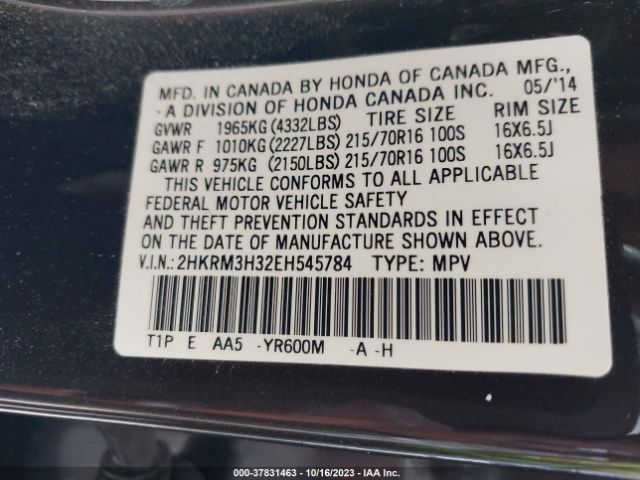 MFD. IN CANADA BY HONDA OF CANADA MFG.,
A DIVISION OF HONDA CANADA INC. 05/'14
GVWR 1965KG (4332LBS) TIRE SIZE RIM SIZE
GAWR F 1010KG (2227LBS) 215/70R16 100S 16X6.5J
GAWR R 975KG (2150LBS) 215/70R16 100S 16X6.5J
THIS VEHICLE CONFORMS TO ALL APPLICABLE
FEDERAL MOTOR VEHICLE SAFETY
AND THEFT PREVENTION STANDARDS IN EFFECT
ON THE DATE OF MANUFACTURE SHOWN ABOVE.
V.I.N.: 2HKRM3H32EH545784 TYPE: MPV
T1P E AA5 -YR600M -A -H
000-37831463 - 10/16/2023 - IAA Inc.